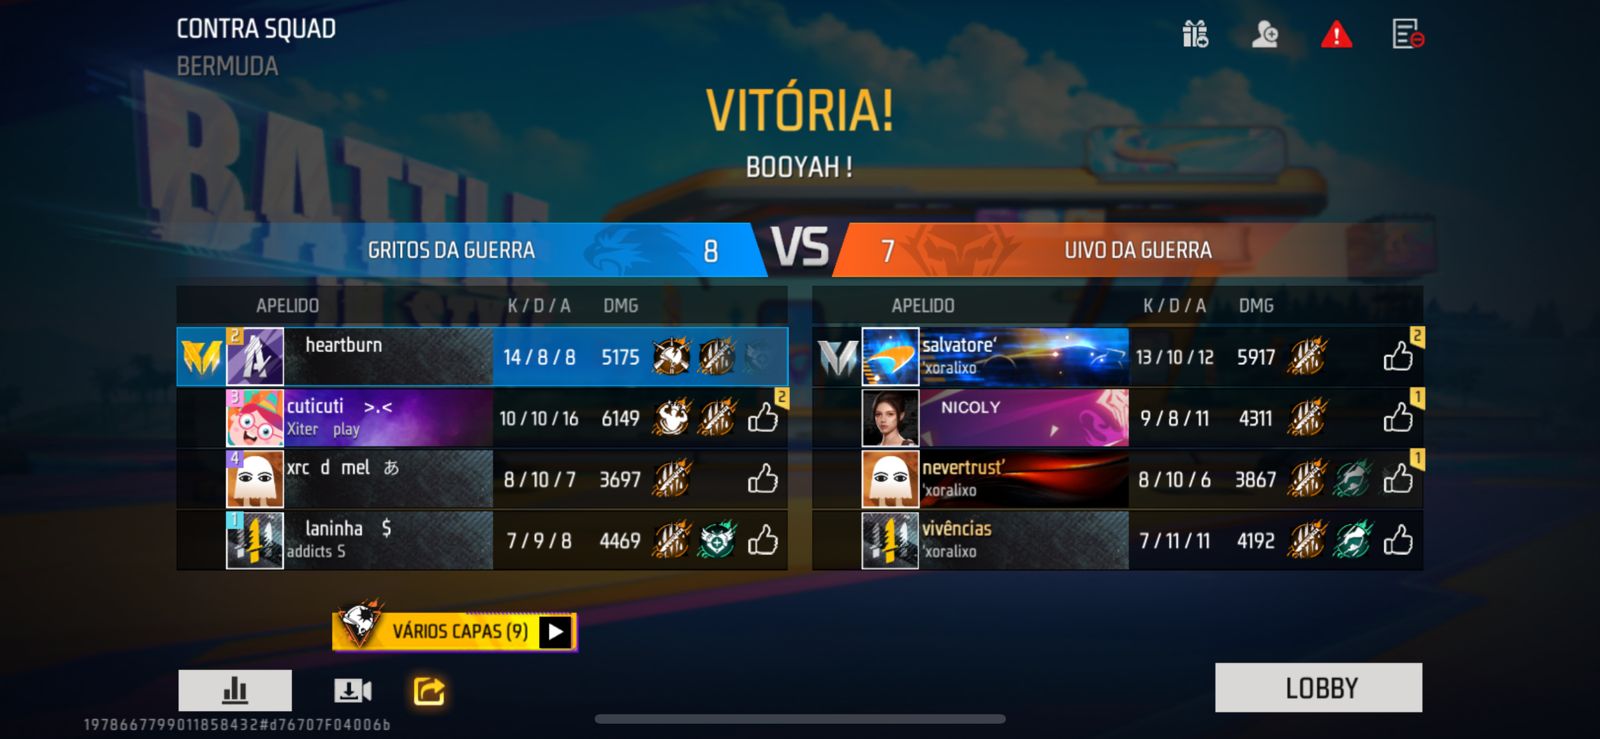 CONTRA SQUAD
BERMUDA
VITÓRIA!
BOOYAH !
GRITOS DA GUERRA 8 VS 7 UIVO DA GUERRA
APELIDO K / D / A DMG APELIDO K / D / A DMG
2 heartburn 14 / 8 / 8 5175
3 cuticuti >.< 10 / 10 / 16 6149 2
Xiter play
4 xrc d mel あ 8 / 10 / 7 3697
1 laninha $ 7 / 9 / 8 4469
addicts S
salvatore' 13 / 10 / 12 5917 2
'xoralixo
NICOLY 9 / 8 / 11 4311 1
nevertrust' 8 / 10 / 6 3867 1
'xoralixo
vivências 7 / 11 / 11 4192
'xoralixo
VÁRIOS CAPAS (9)
LOBBY
1978667799011858432#d76707F04006b